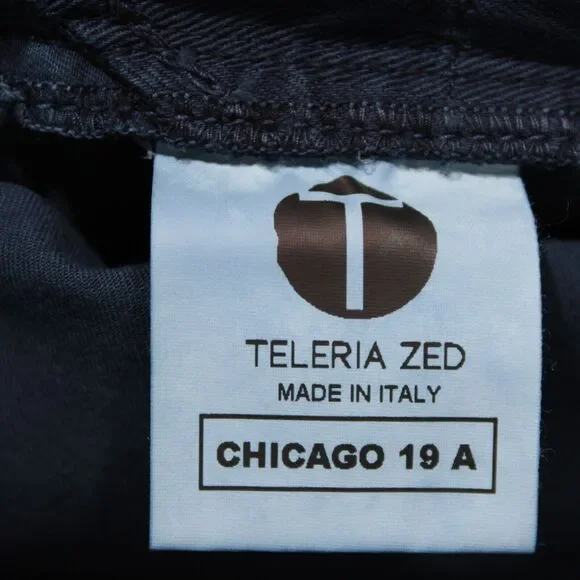 T
TELERIA ZED
MADE IN ITALY
CHICAGO 19 A